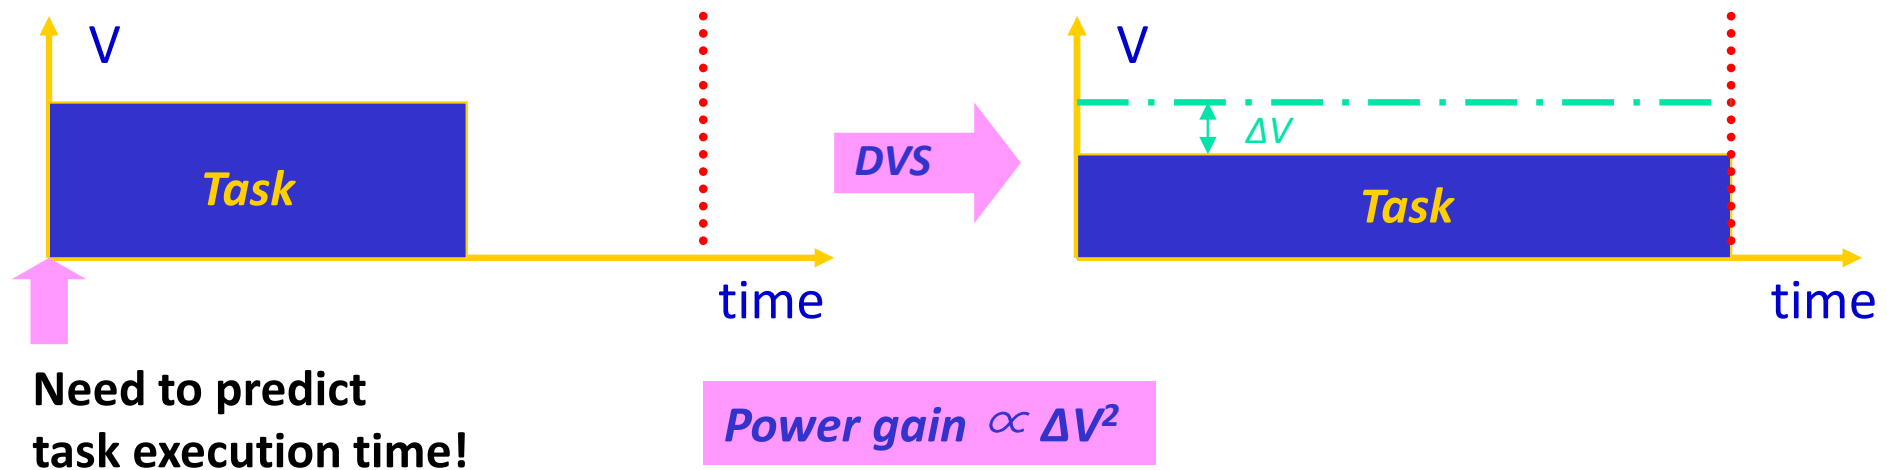 V
Task
time
DVS
V
ΔV
Task
time
Need to predict
task execution time!
Power gain ∝ ΔV²